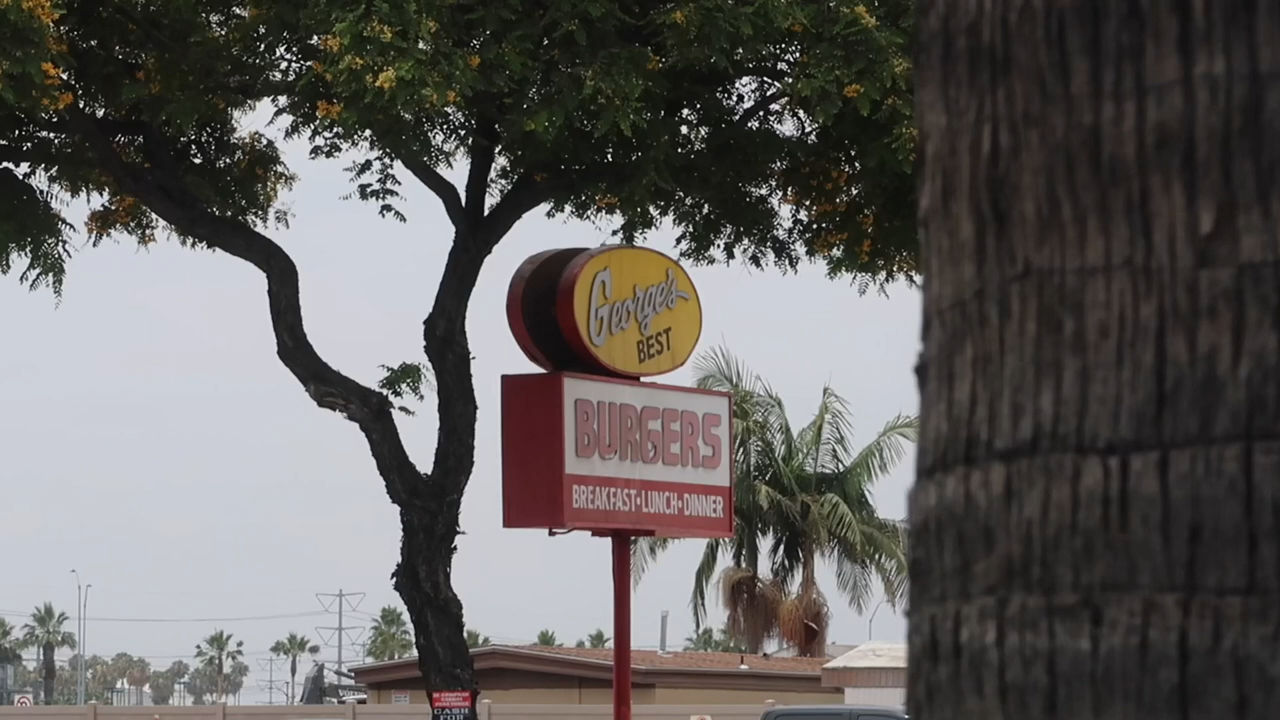 George's
BEST
BURGERS
BREAKFAST•LUNCH•DINNER
CASH
FOR